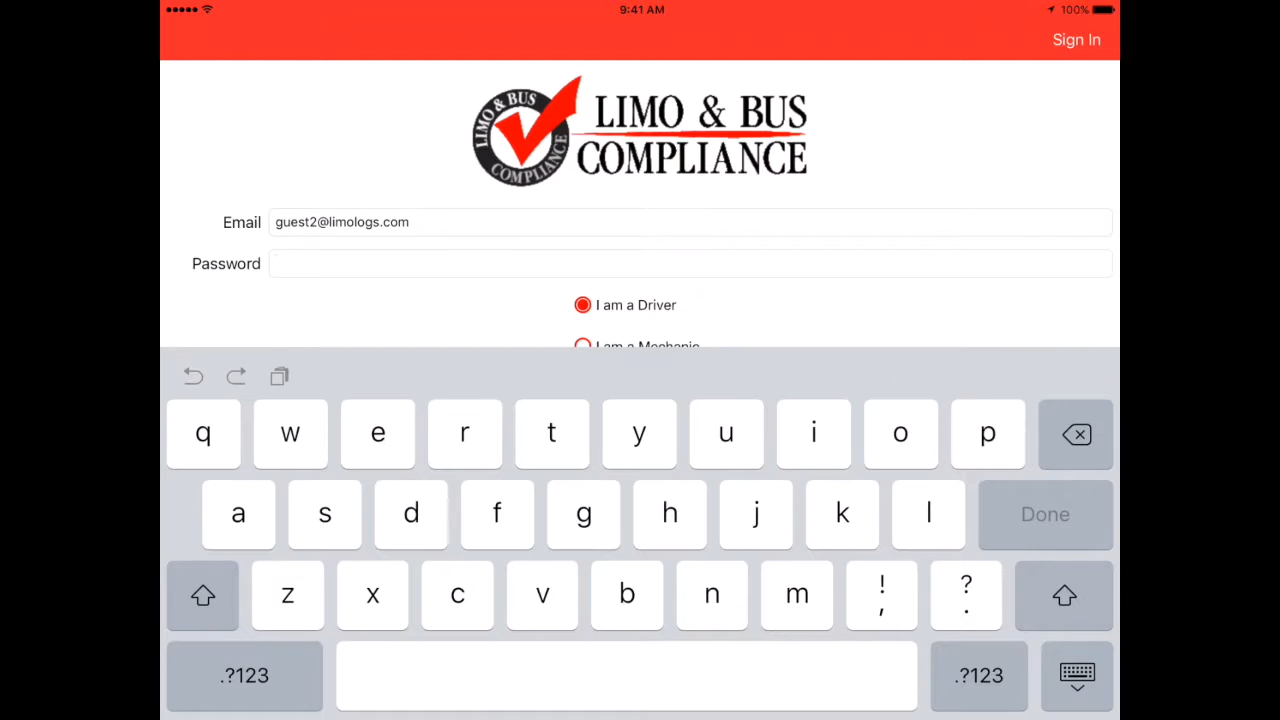 9:41 AM
100%
Sign In
LIMO & BUS
COMPLIANCE
LIMO & BUS
COMPLIANCE
Email guest2@limologs.com
Password
I am a Driver
I am a Mechanic
q w e r t y u i o p
a s d f g h j k l Done
z x c v b n m ! , ? .
.?123 .?123